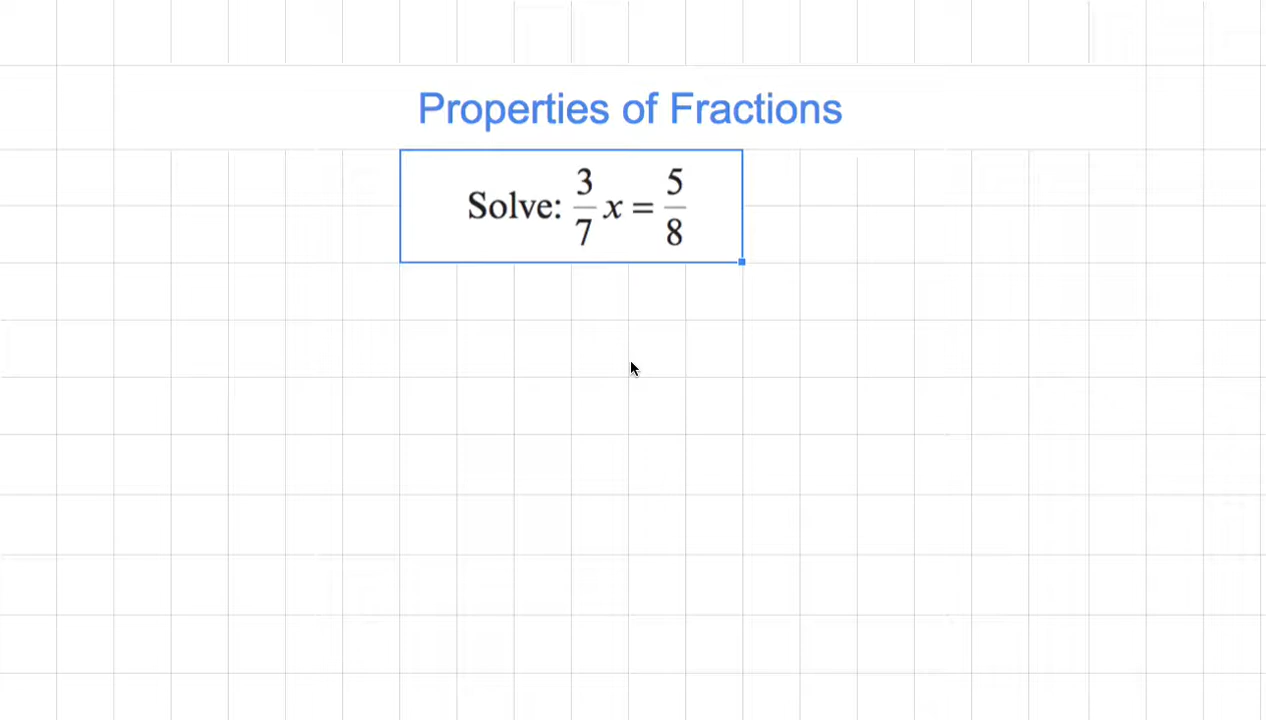 Properties of Fractions
Solve: 3/7 x = 5/8